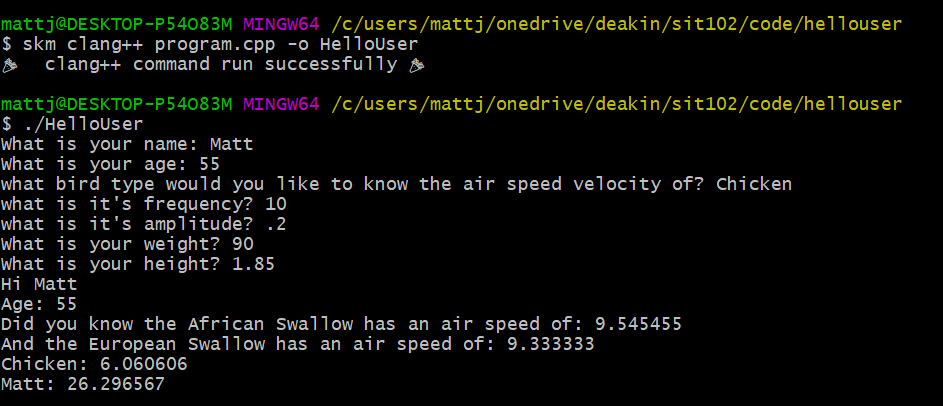 mattj@DESKTOP-P54O83M MINGW64 /c/users/mattj/onedrive/deakin/sit102/code/hellouser
$ skm clang++ program.cpp -o HelloUser
🎉  clang++ command run successfully 🎉
mattj@DESKTOP-P54O83M MINGW64 /c/users/mattj/onedrive/deakin/sit102/code/hellouser
$ ./HelloUser
What is your name: Matt
What is your age: 55
what bird type would you like to know the air speed velocity of? Chicken
what is it's frequency? 10
what is it's amplitude? .2
What is your weight? 90
What is your height? 1.85
Hi Matt
Age: 55
Did you know the African Swallow has an air speed of: 9.545455
And the European Swallow has an air speed of: 9.333333
Chicken: 6.060606
Matt: 26.296567